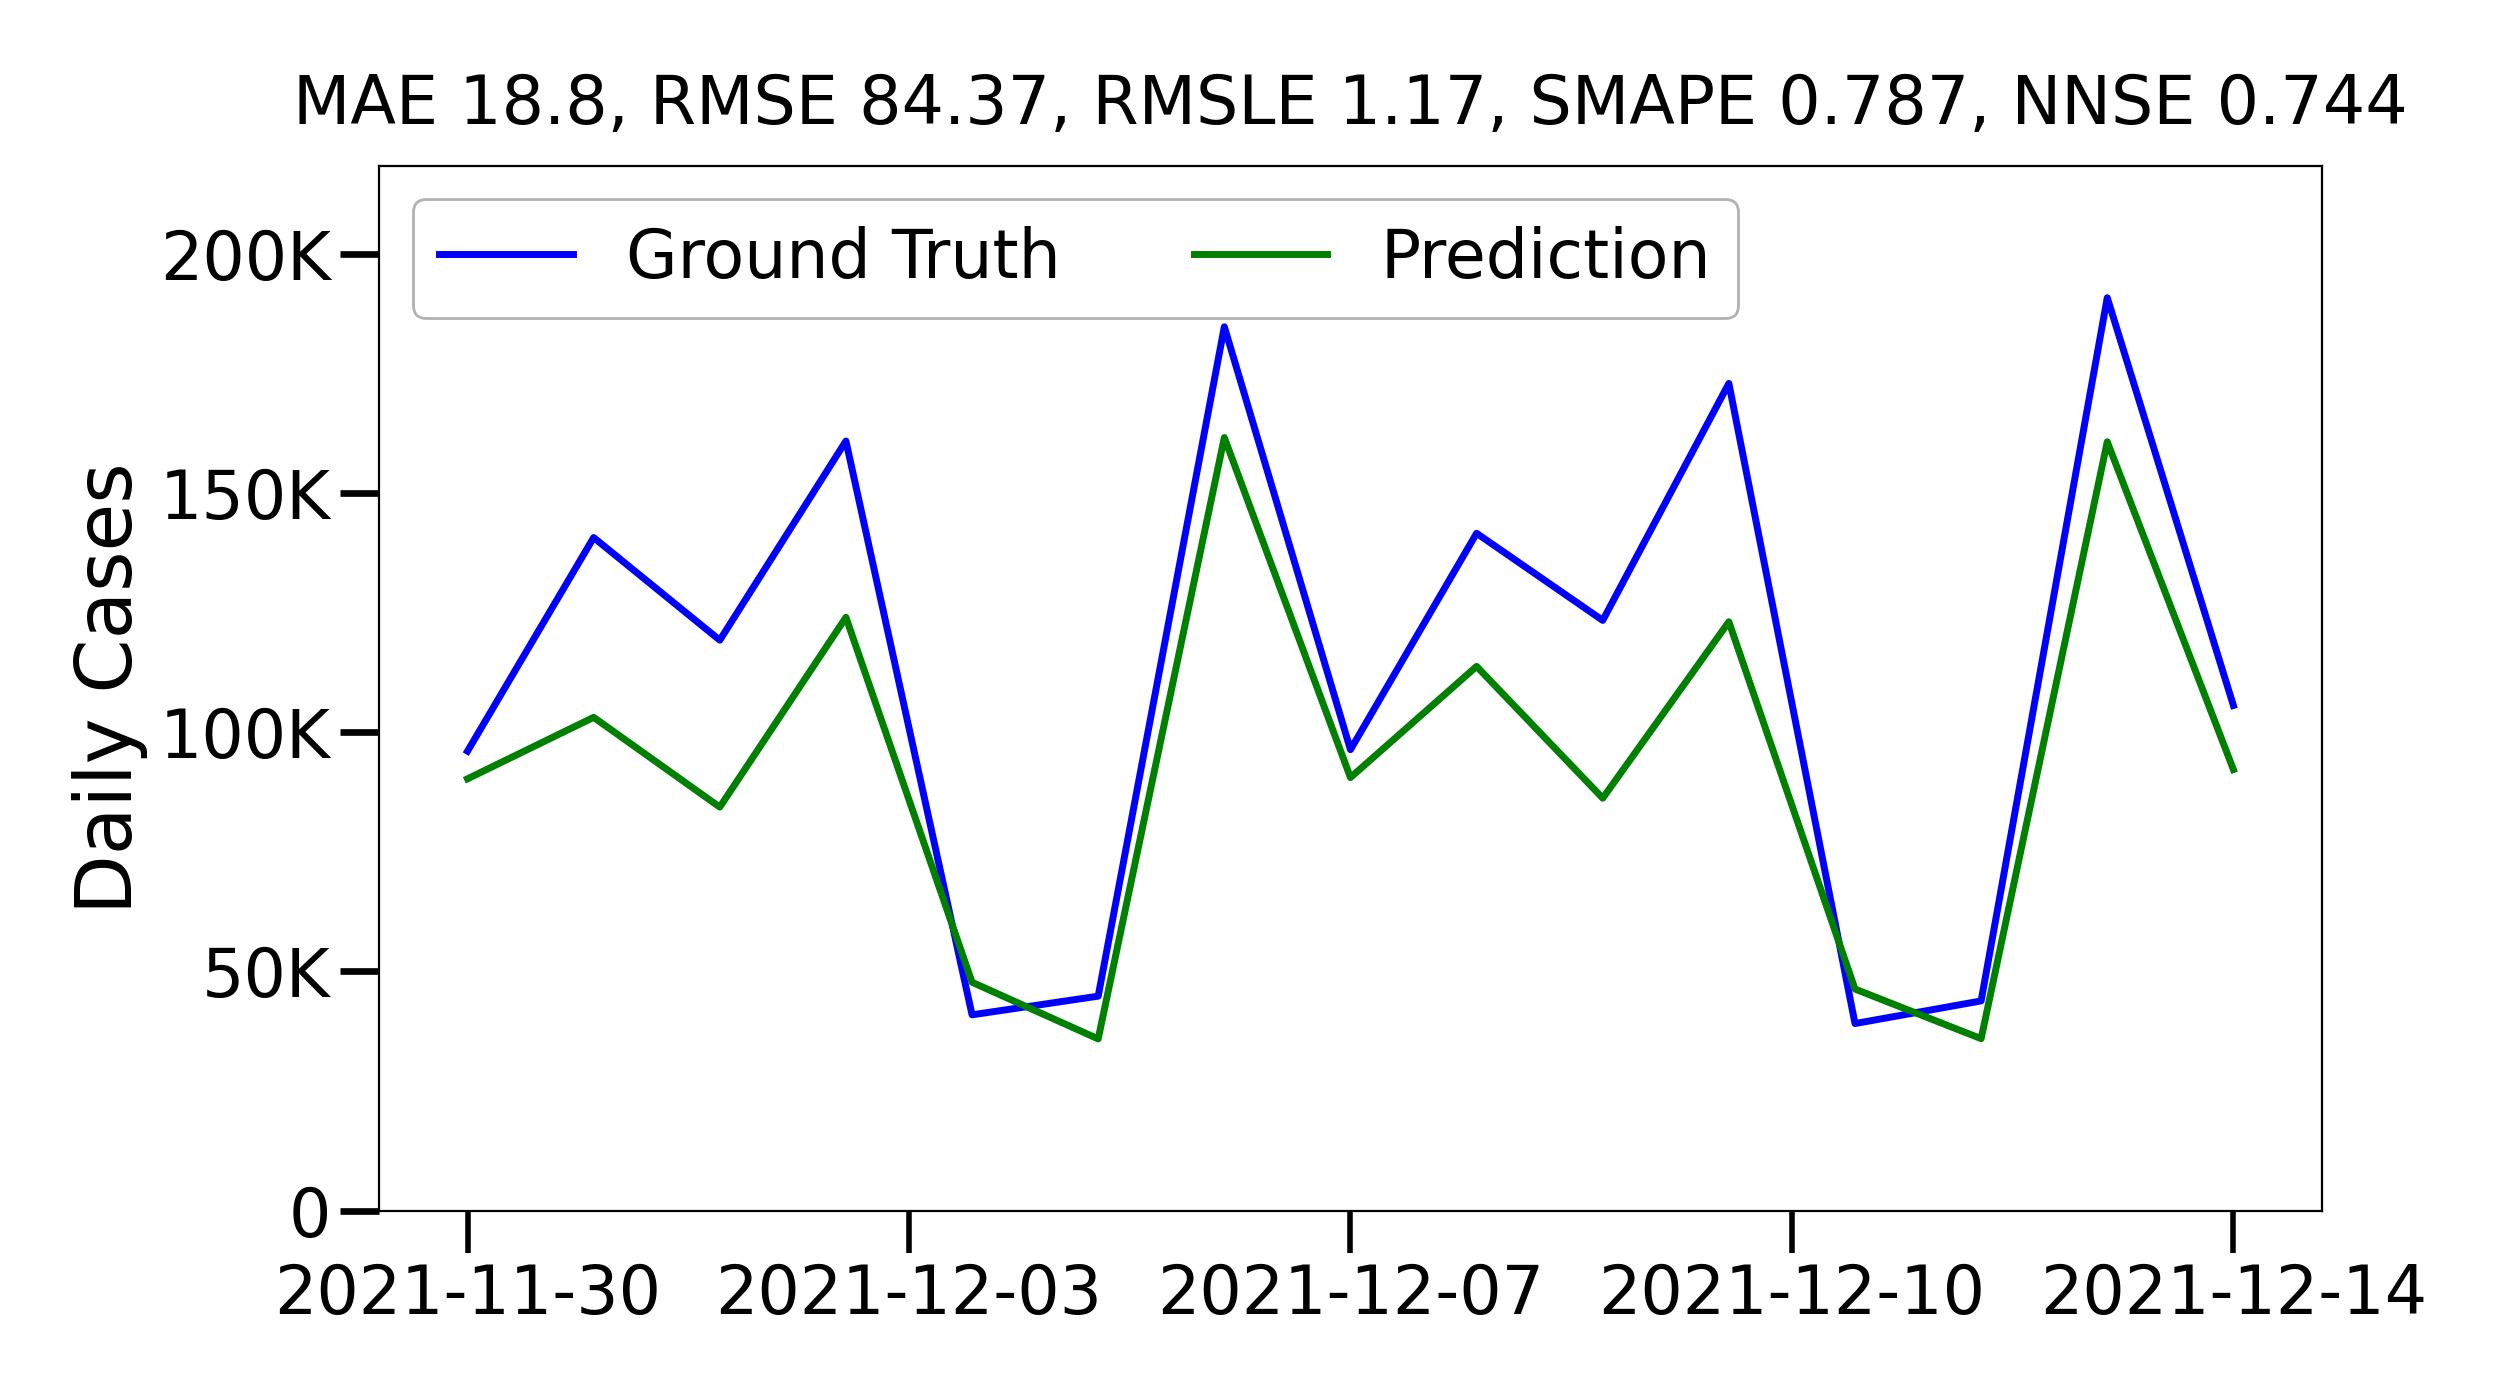 MAE 18.8, RMSE 84.37, RMSLE 1.17, SMAPE 0.787, NNSE 0.744
Ground Truth
Prediction
Daily Cases
200K
150K
100K
50K
0
2021-11-30
2021-12-03
2021-12-07
2021-12-10
2021-12-14